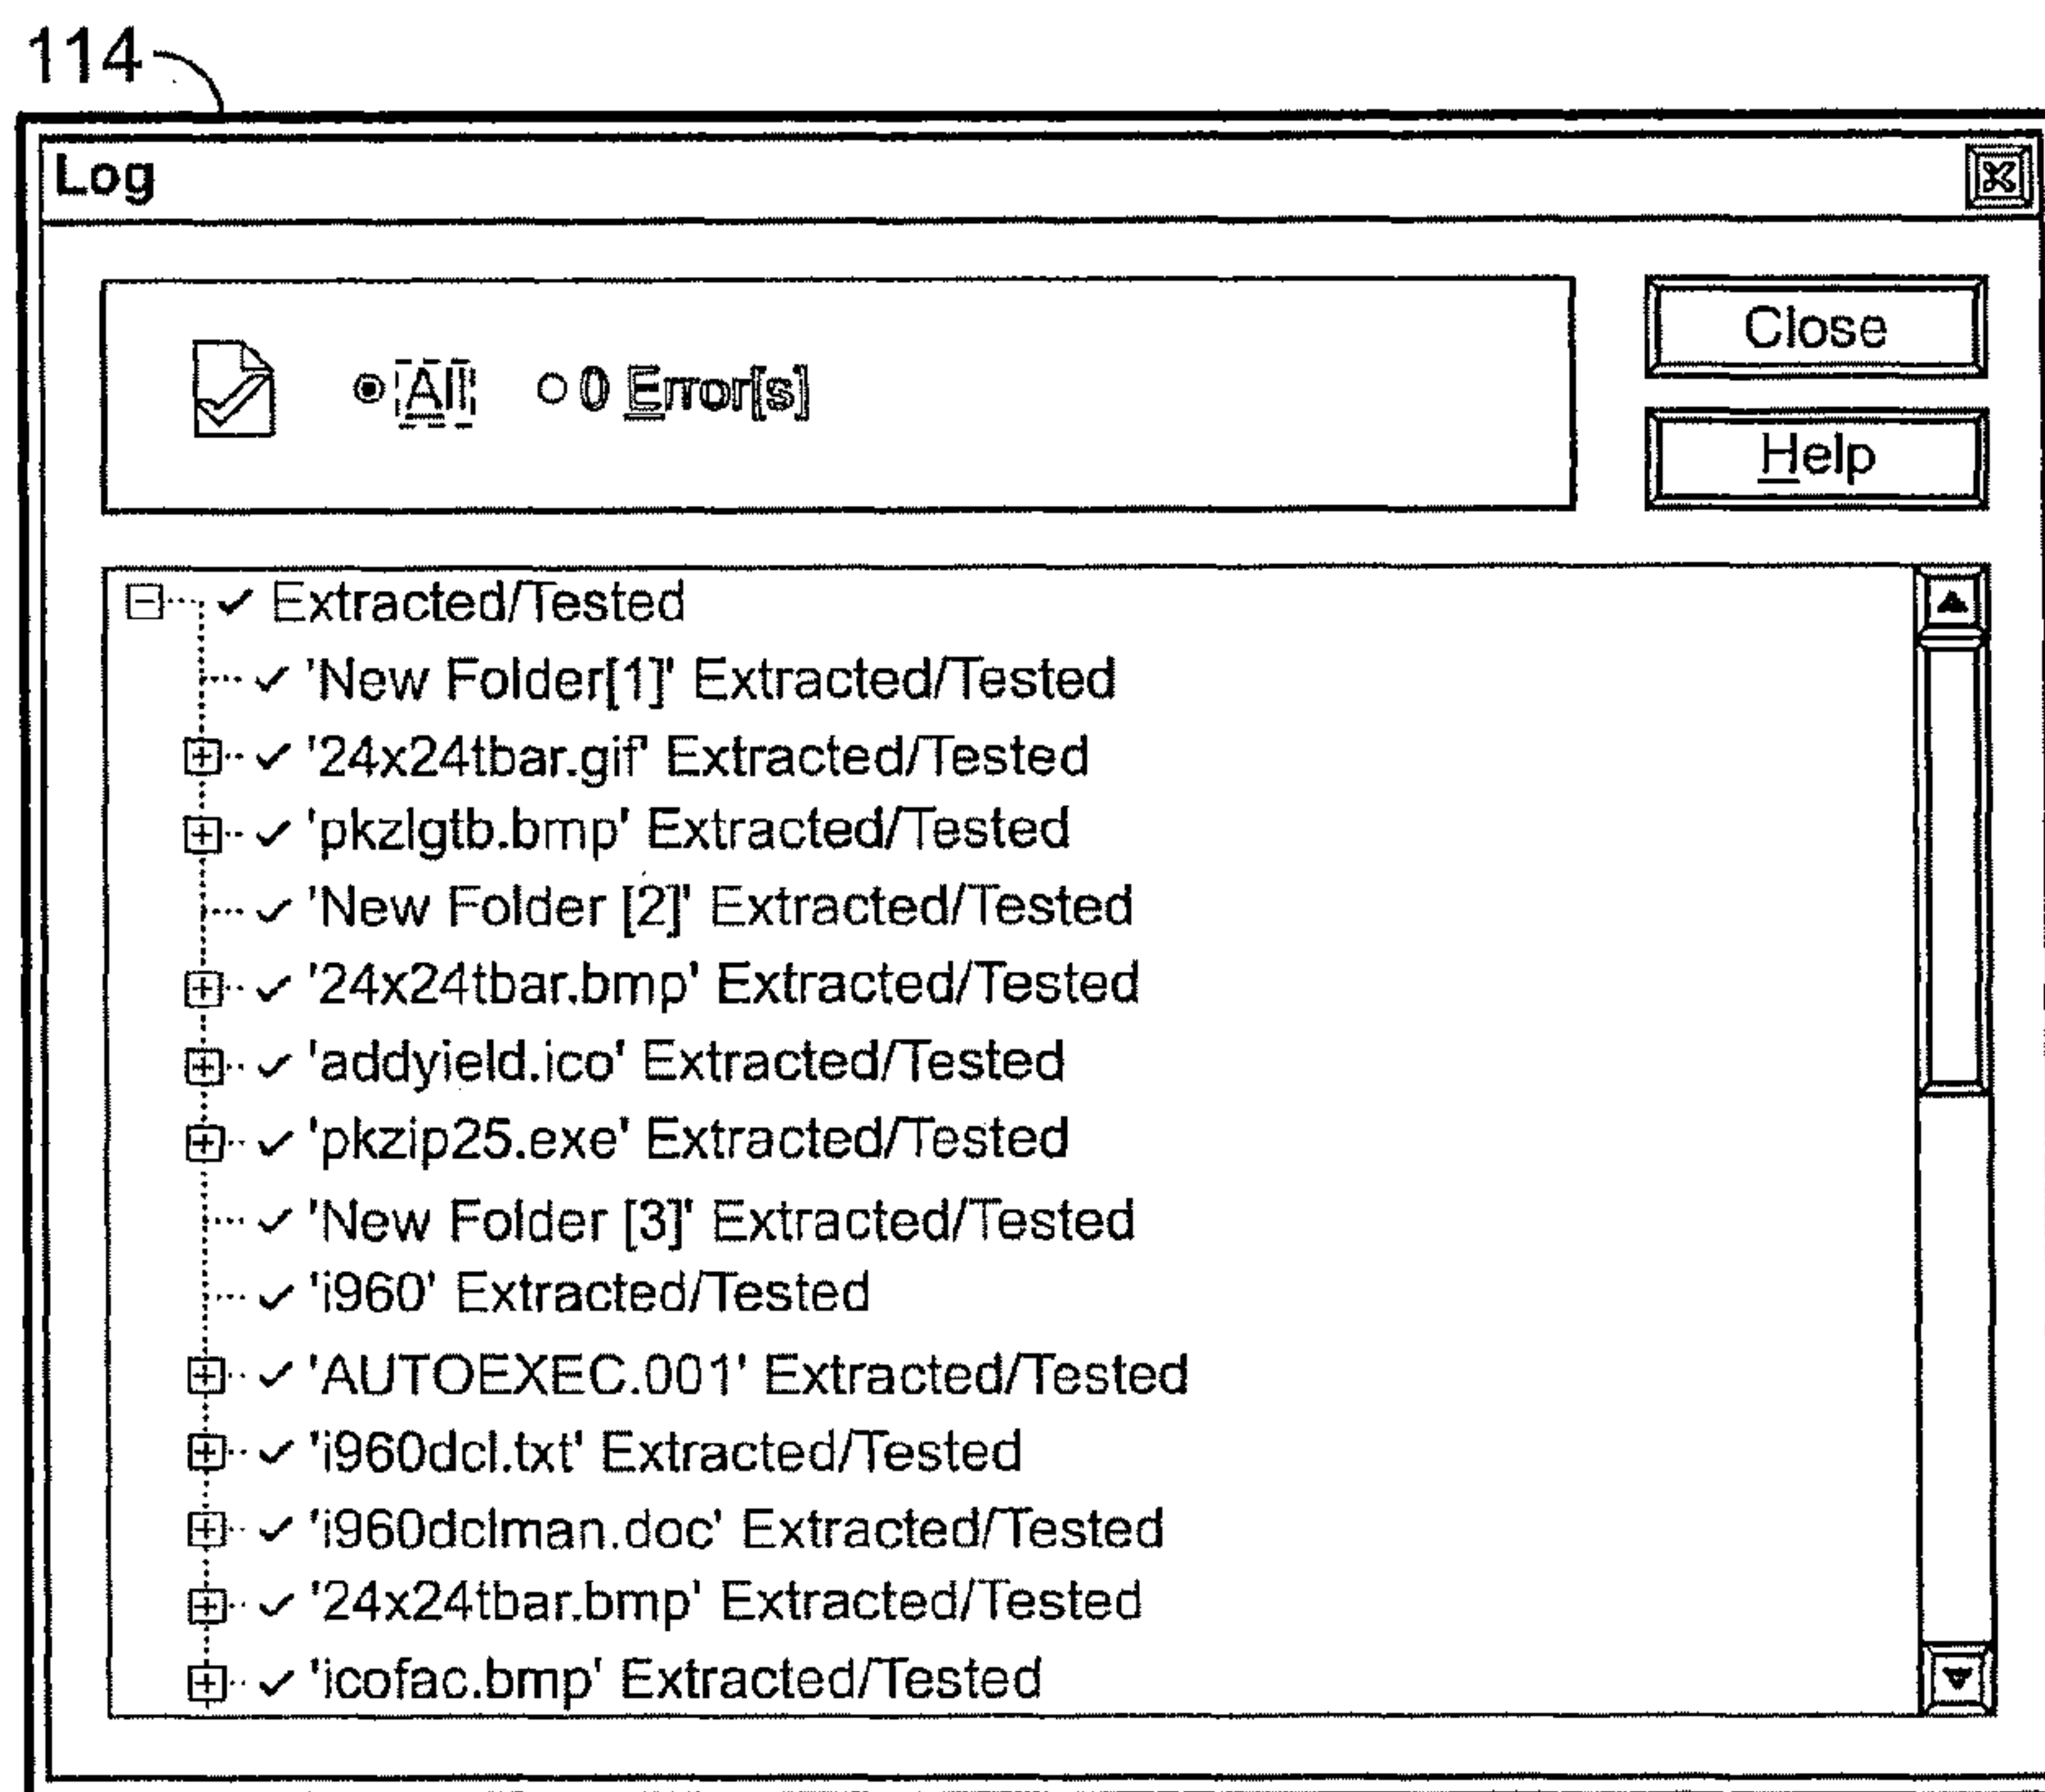 114
Log
All 0 Error[s]
Close
Help
Extracted/Tested
'New Folder[1]' Extracted/Tested
'24x24tbar.gif' Extracted/Tested
'pkzlgtb.bmp' Extracted/Tested
'New Folder [2]' Extracted/Tested
'24x24tbar.bmp' Extracted/Tested
'addyield.ico' Extracted/Tested
'pkzip25.exe' Extracted/Tested
'New Folder [3]' Extracted/Tested
'i960' Extracted/Tested
'AUTOEXEC.001' Extracted/Tested
'i960dcl.txt' Extracted/Tested
'i960dclman.doc' Extracted/Tested
'24x24tbar.bmp' Extracted/Tested
'icofac.bmp' Extracted/Tested